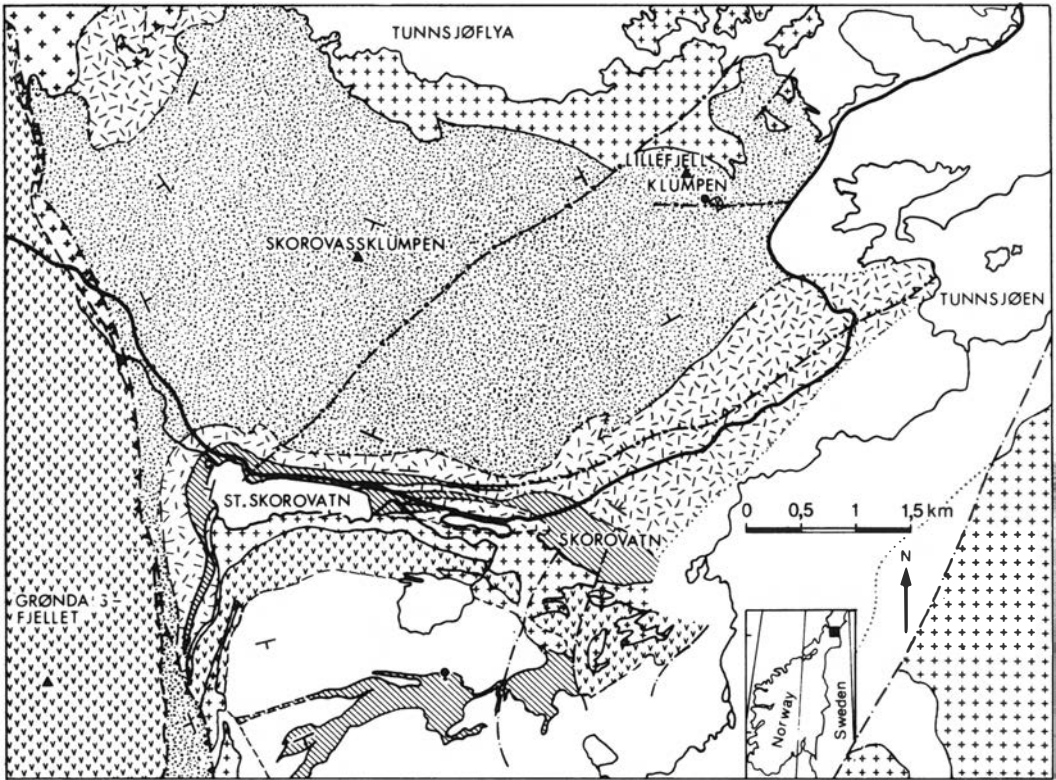 TUNNSJØFLYA
LILLEFJELL
KLUMPEN
SKOROVASSKLUMPEN
TUNNSJØEN
ST. SKOROVATN
0 0,5 1 1,5 km
SKOROVATN
N
GRØNDALS-
FJELLET
Norway
Sweden